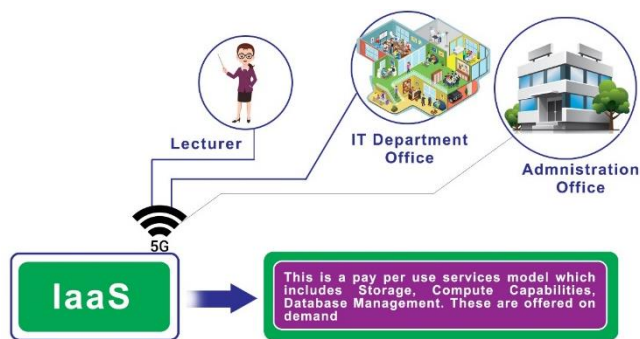 Lecturer
IT Department
Office
Admnistration
Office
5G
IaaS
This is a pay per use services model which
includes Storage, Compute Capabilities,
Database Management. These are offered on
demand